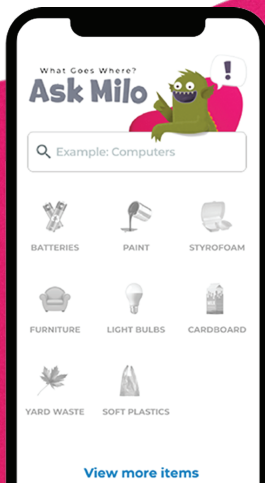 What Goes Where?
Ask Milo
!
Example: Computers
BATTERIES
PAINT
STYROFOAM
FURNITURE
LIGHT BULBS
CARDBOARD
YARD WASTE
SOFT PLASTICS
View more items